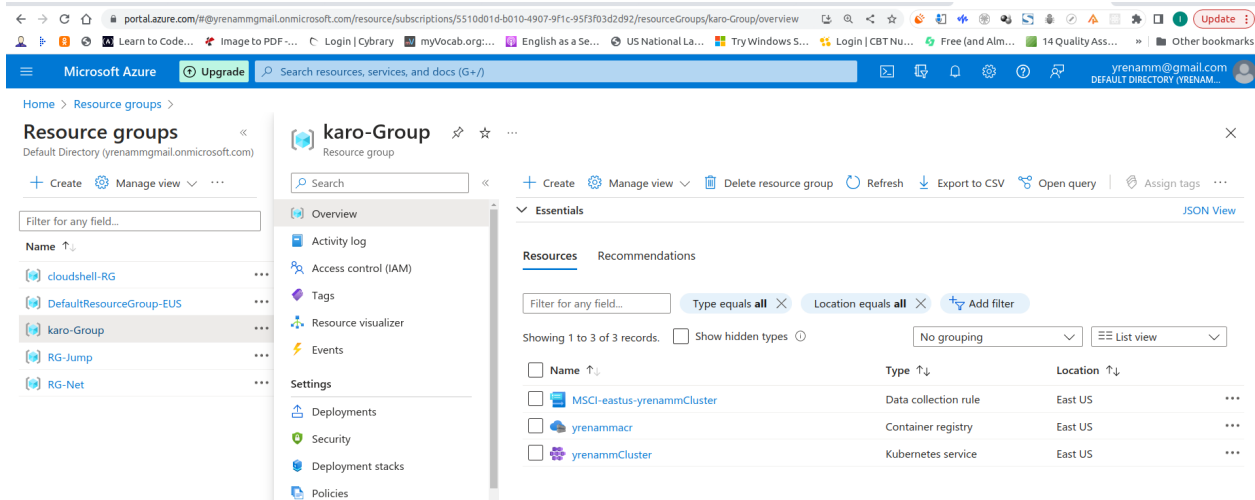 portal.azure.com/#@yrenammgmail.onmicrosoft.com/resource/subscriptions/5510d01d-b010-4907-9f1c-95f3f03d2d92/resourceGroups/karo-Group/overview
Update
Learn to Code... Image to PDF -... Login | Cybrary myVocab.org:... English as a Se... US National La... Try Windows S... Login | CBT Nu... Free (and Alm... 14 Quality Ass... » Other bookmarks
Microsoft Azure Upgrade Search resources, services, and docs (G+/) yrenamm@gmail.com
DEFAULT DIRECTORY (YRENAM...
Home > Resource groups >
Resource groups «
Default Directory (yrenammgmail.onmicrosoft.com)
+ Create Manage view ...
Filter for any field...
Name ↑↓
cloudshell-RG ...
DefaultResourceGroup-EUS ...
karo-Group ...
RG-Jump ...
RG-Net ...
karo-Group ...
Resource group
Search «
Overview
Activity log
Access control (IAM)
Tags
Resource visualizer
Events
Settings
Deployments
Security
Deployment stacks
Policies
+ Create Manage view Delete resource group Refresh Export to CSV Open query Assign tags ...
Essentials JSON View
Resources Recommendations
Filter for any field... Type equals all Location equals all Add filter
Showing 1 to 3 of 3 records. Show hidden types No grouping List view
Name ↑↓ Type ↑↓ Location ↑↓
MSCI-eastus-yrenammCluster Data collection rule East US ...
yrenammacr Container registry East US ...
yrenammCluster Kubernetes service East US ...